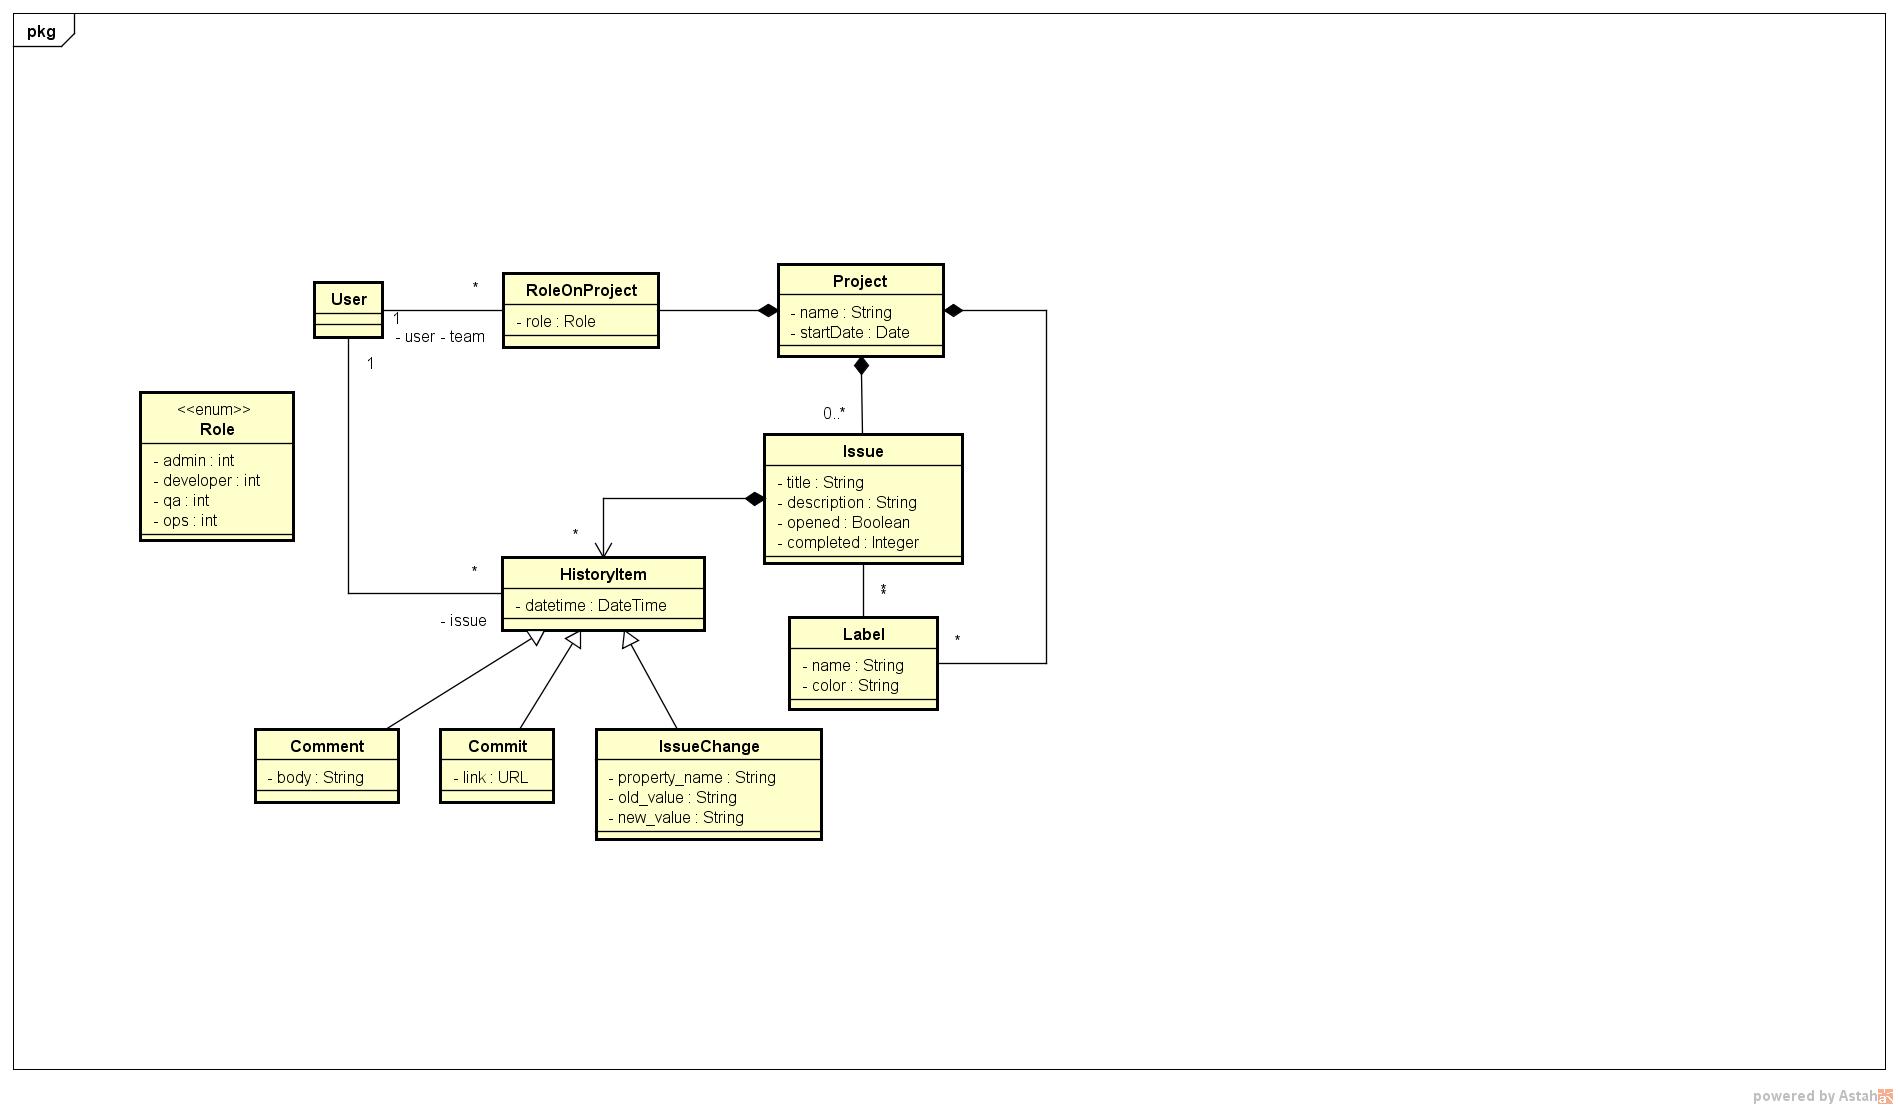 pkg
User
*
1
- user - team
1
RoleOnProject
- role : Role
Project
- name : String
- startDate : Date
<<enum>>
Role
- admin : int
- developer : int
- qa : int
- ops : int
0..*
Issue
- title : String
- description : String
- opened : Boolean
- completed : Integer
*
*
- issue
HistoryItem
- datetime : DateTime
*
*
Label
- name : String
- color : String
*
Comment
- body : String
Commit
- link : URL
IssueChange
- property_name : String
- old_value : String
- new_value : String
powered by Astah